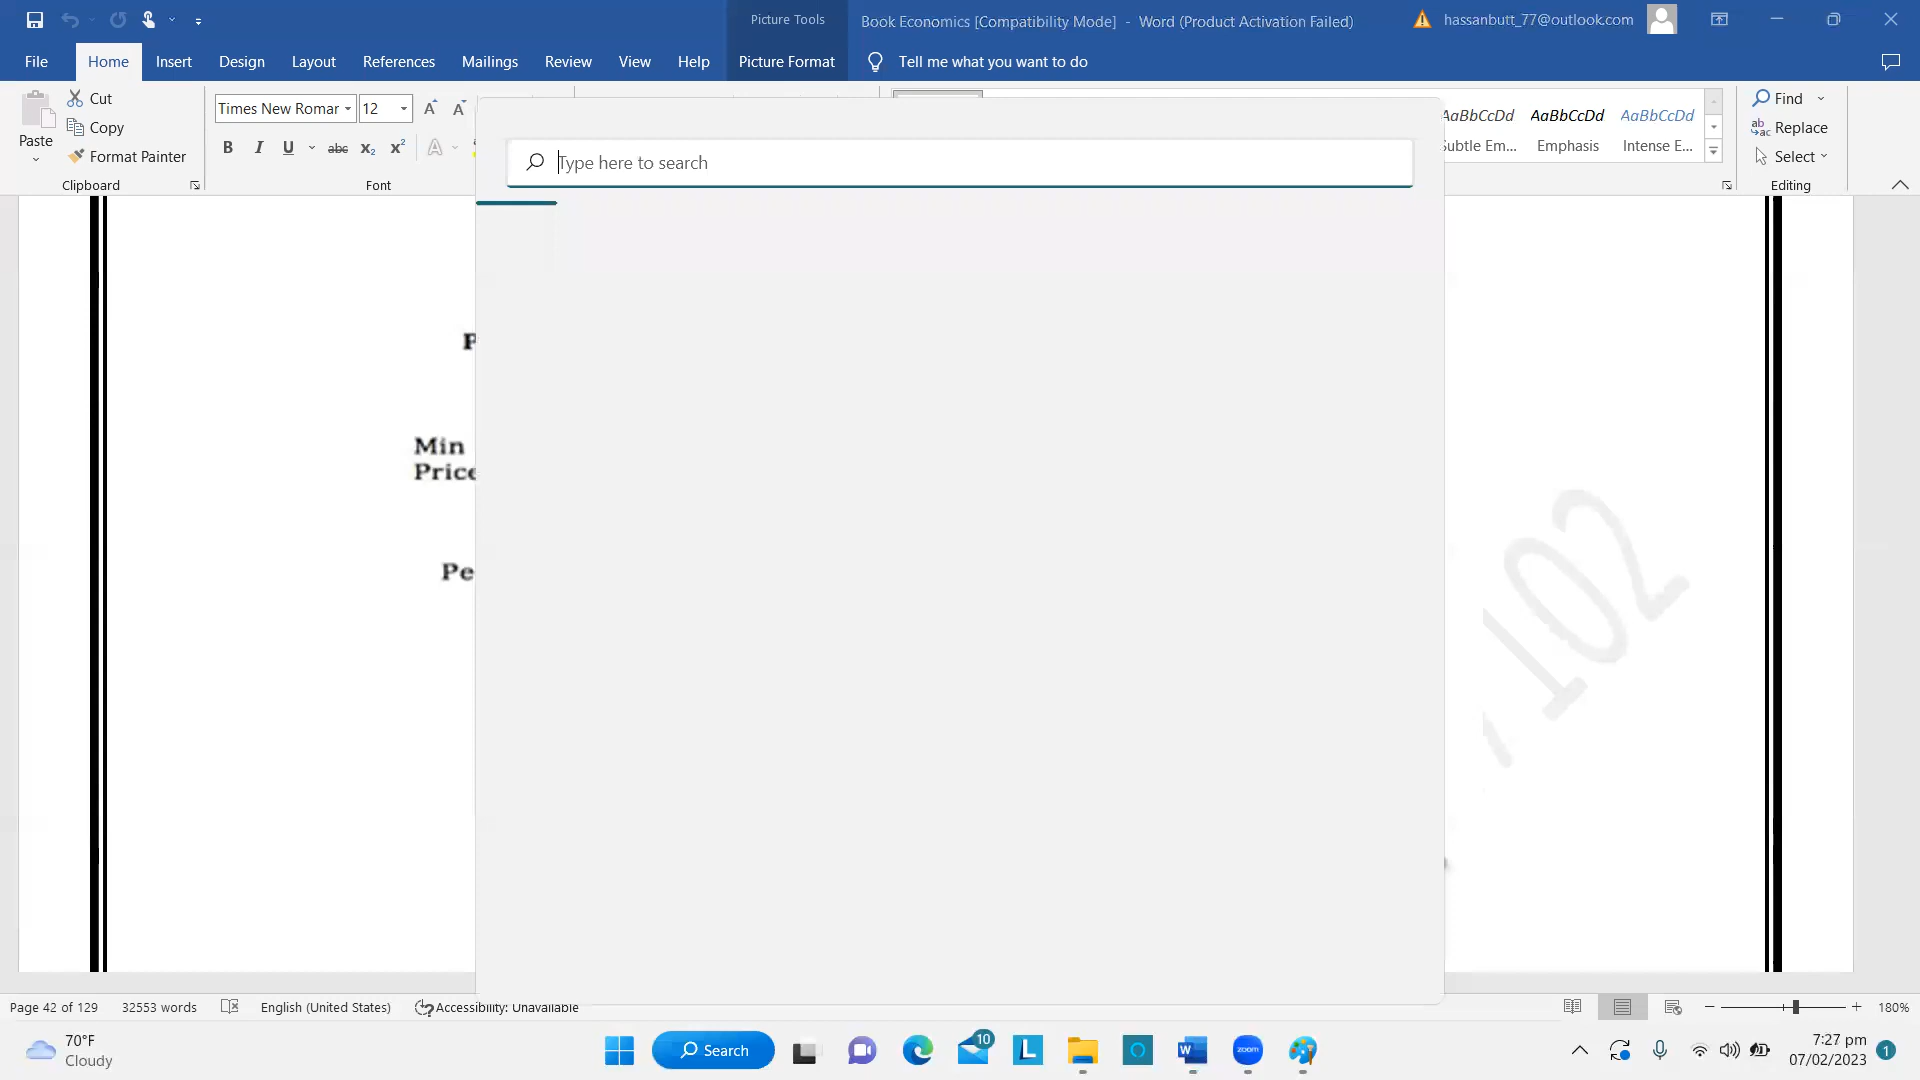 Picture Tools
Book Economics [Compatibility Mode] - Word (Product Activation Failed)
hassanbutt_77@outlook.com
File
Home
Insert
Design
Layout
References
Mailings
Review
View
Help
Picture Format
Tell me what you want to do
Paste
Cut
Copy
Format Painter
Clipboard
Times New Romar
12
Font
Type here to search
AaBbCcDd
Subtle Em...
AaBbCcDd
Emphasis
AaBbCcDd
Intense E...
Find
Replace
Select
Editing
Min
Price
Pe
102
Page 42 of 129
32553 words
English (United States)
Accessibility: Unavailable
180%
70°F
Cloudy
Search
10
zoom
7:27 pm
07/02/2023
1